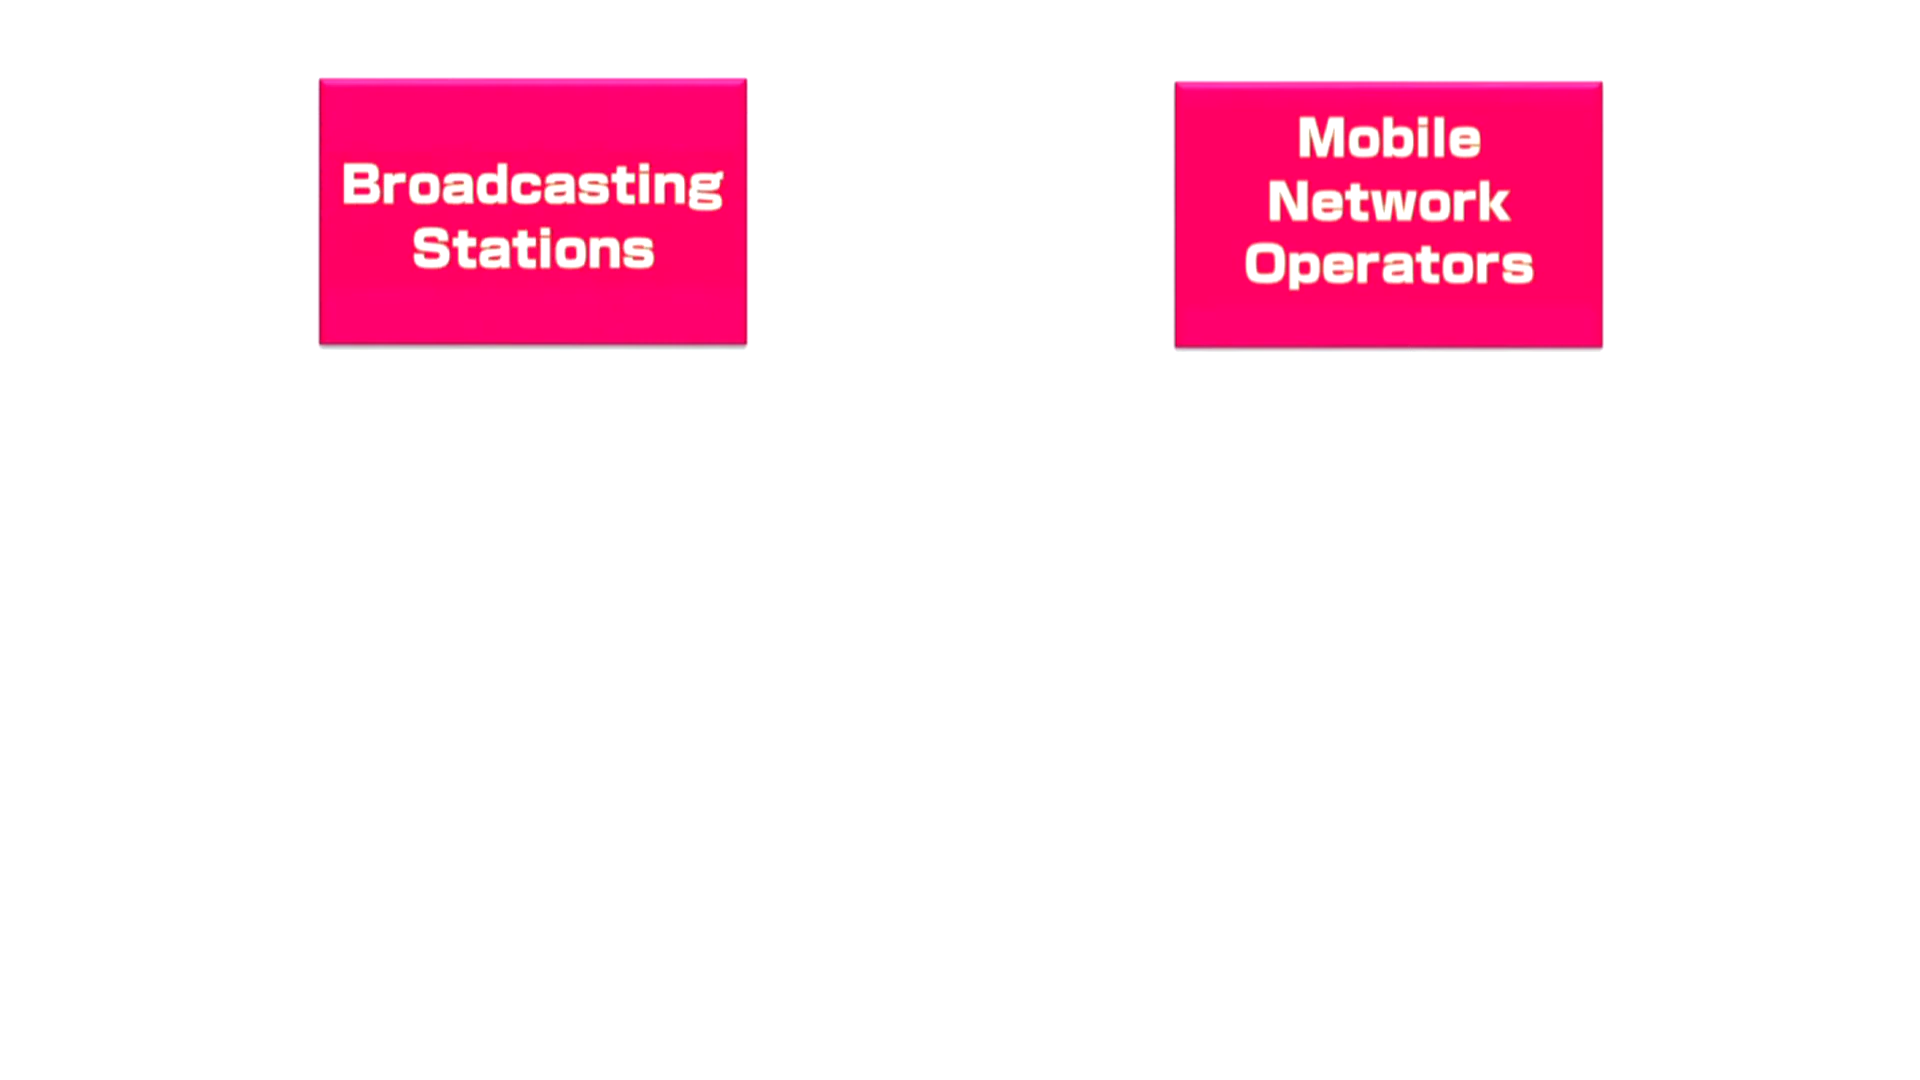 Broadcasting
Stations
Mobile
Network
Operators